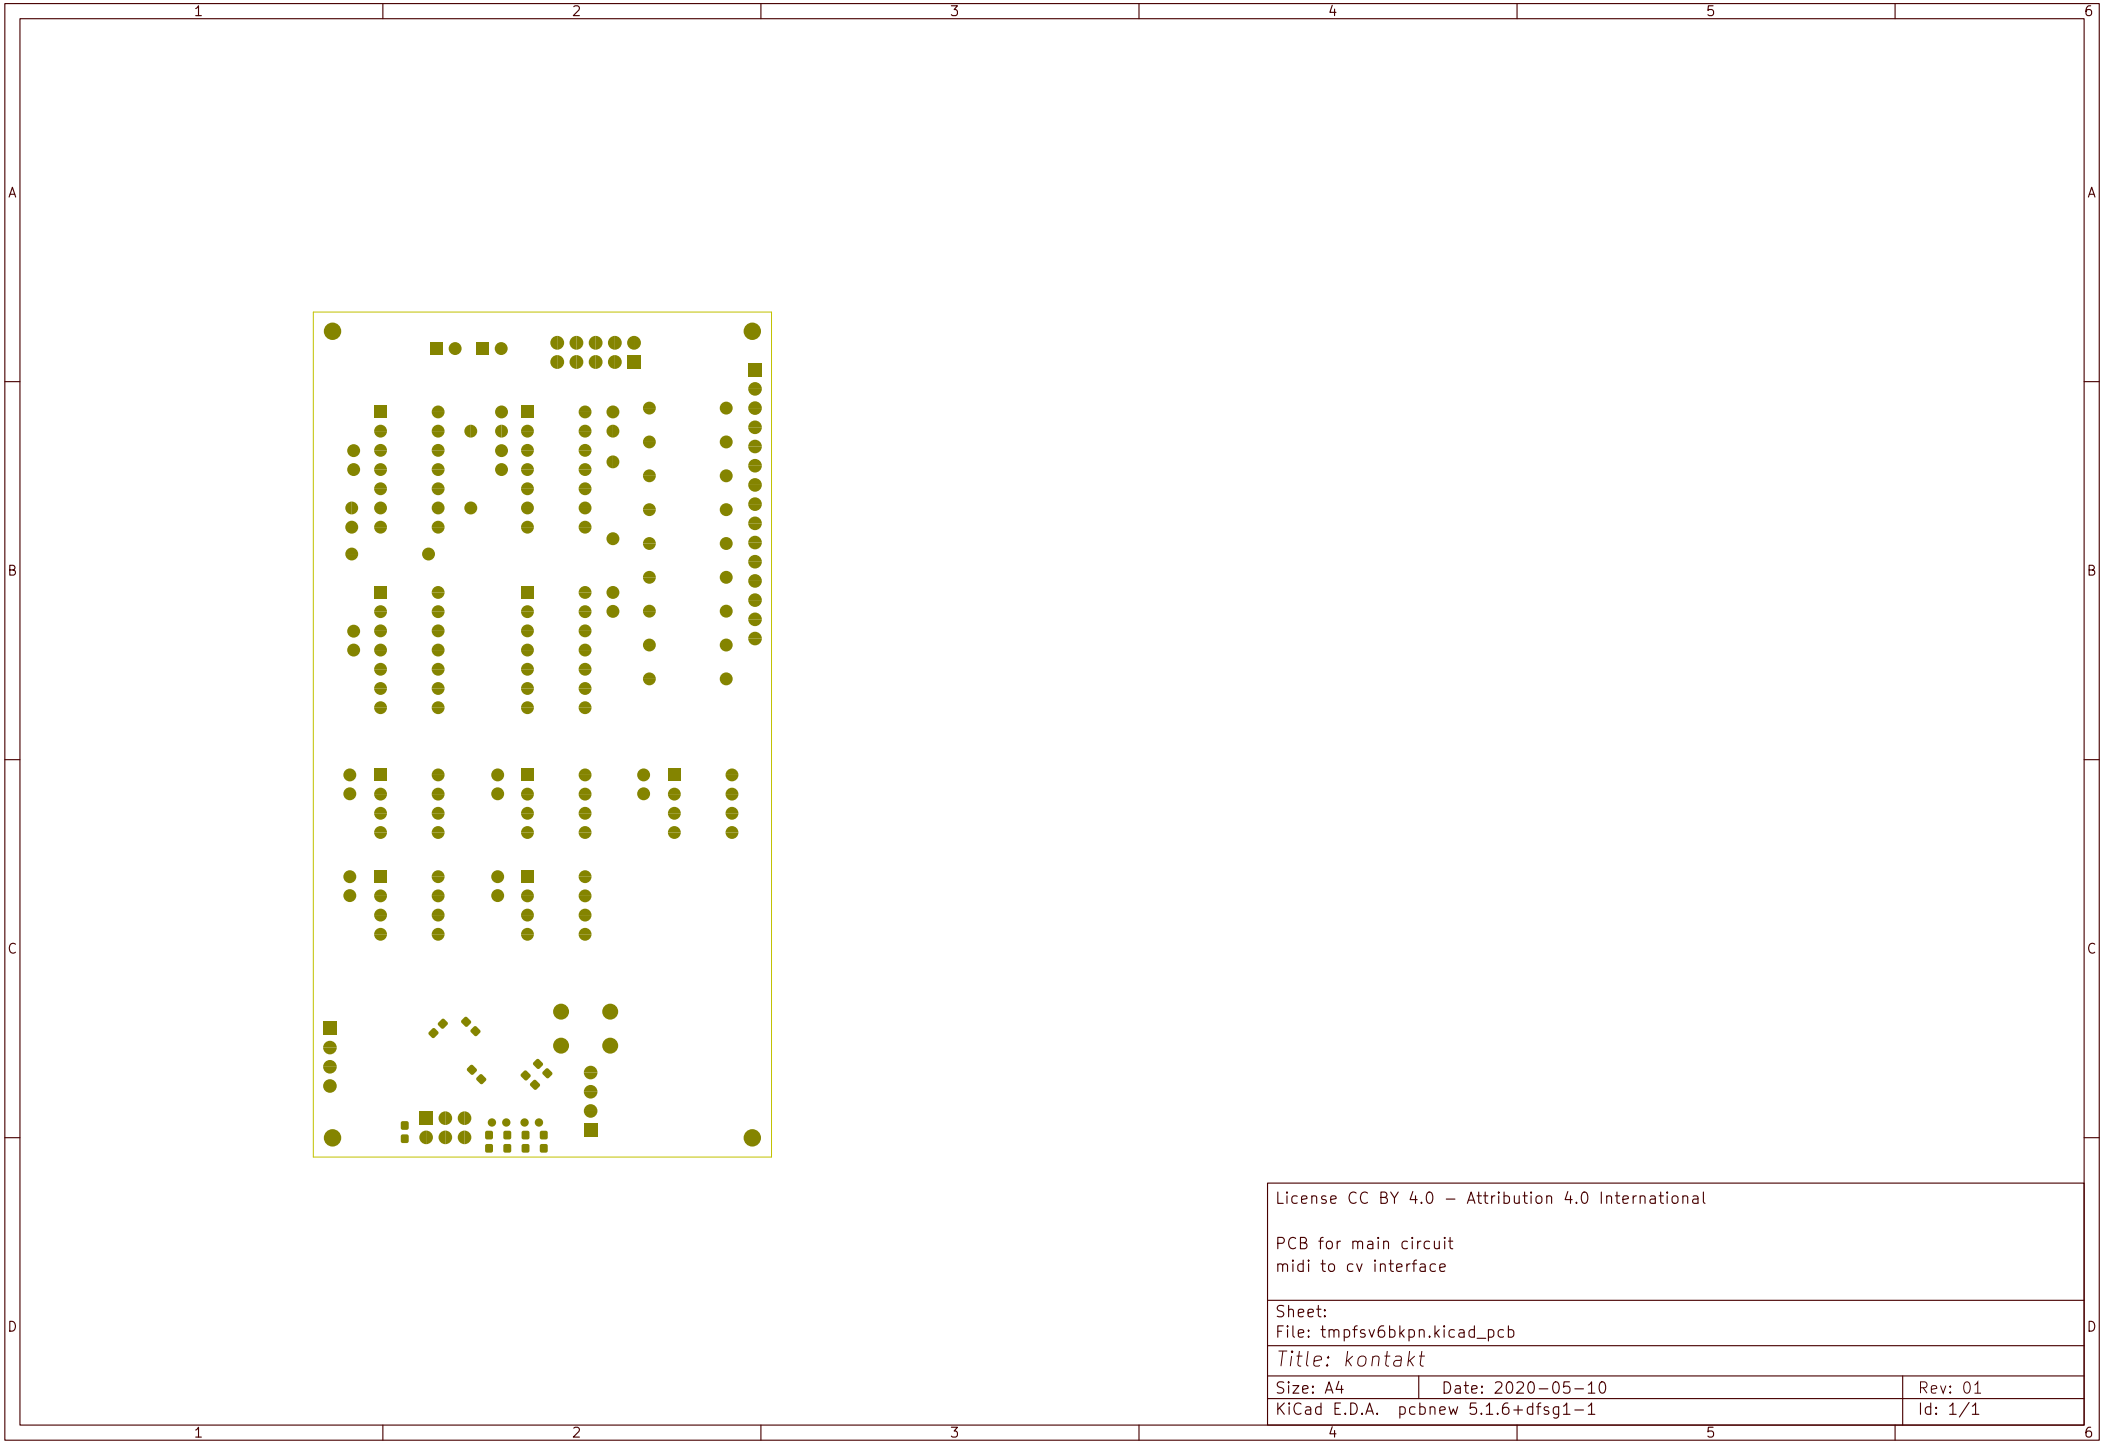 1 2 3 4 5 6
A A
B B
C C
License CC BY 4.0 - Attribution 4.0 International
PCB for main circuit
midi to cv interface
Sheet:
File: tmpfsv6bkpn.kicad_pcb
D D
Title: kontakt
Size: A4 Date: 2020-05-10 Rev: 01
KiCad E.D.A. pcbnew 5.1.6+dfsg1-1 Id: 1/1
1 2 3 4 5 6